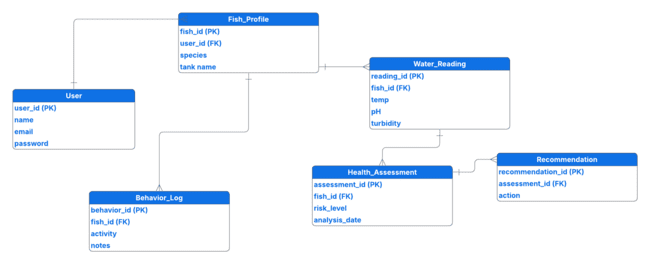 Fish_Profile
fish_id (PK)
user_id (FK)
species
tank name
User
user_id (PK)
name
email
password
Water_Reading
reading_id (PK)
fish_id (FK)
temp
pH
turbidity
Behavior_Log
behavior_id (PK)
fish_id (FK)
activity
notes
Health_Assessment
assessment_id (PK)
fish_id (FK)
risk_level
analysis_date
Recommendation
recommendation_id (PK)
assessment_id (FK)
action